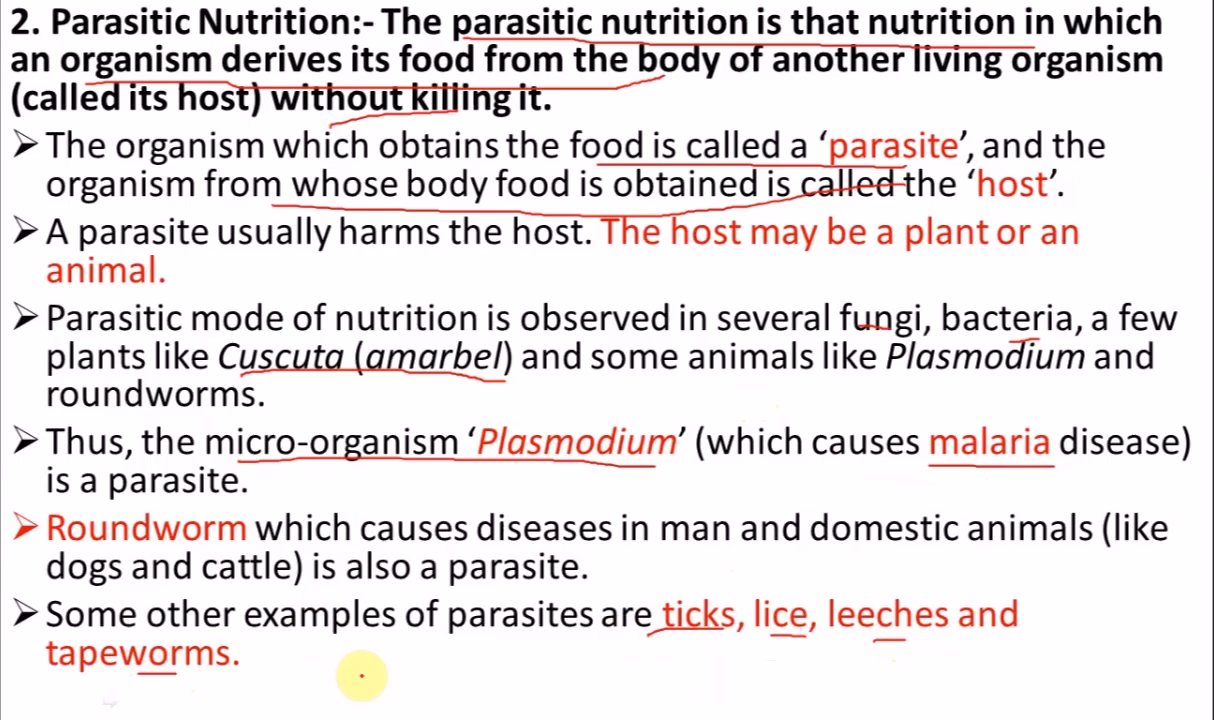 2. Parasitic Nutrition:- The parasitic nutrition is that nutrition in which
an organism derives its food from the body of another living organism
(called its host) without killing it.
➢ The organism which obtains the food is called a ‘parasite’, and the
organism from whose body food is obtained is called the ‘host’.
➢ A parasite usually harms the host. The host may be a plant or an
animal.
➢ Parasitic mode of nutrition is observed in several fungi, bacteria, a few
plants like Cuscuta (amarbel) and some animals like Plasmodium and
roundworms.
➢ Thus, the micro-organism ‘Plasmodium’ (which causes malaria disease)
is a parasite.
➢ Roundworm which causes diseases in man and domestic animals (like
dogs and cattle) is also a parasite.
➢ Some other examples of parasites are ticks, lice, leeches and
tapeworms.